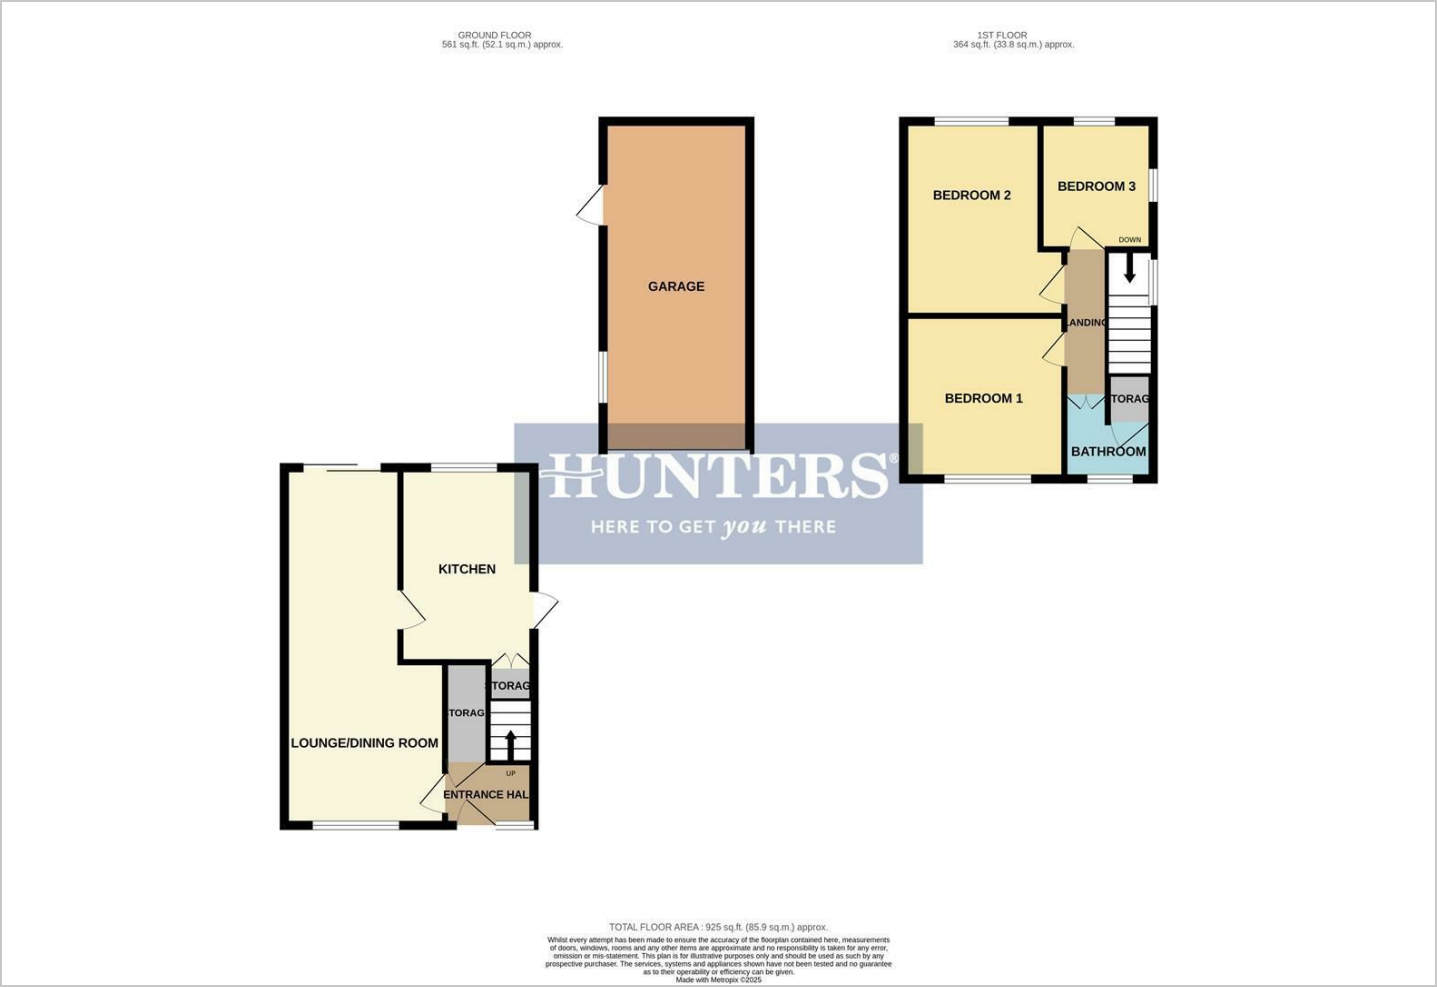 GROUND FLOOR
561 sq.ft. (52.1 sq.m.) approx.
1ST FLOOR
364 sq.ft. (33.8 sq.m.) approx.
GARAGE
BEDROOM 2
BEDROOM 3
DOWN
LANDING
BEDROOM 1
TORAG
BATHROOM
HUNTERS®
HERE TO GET you THERE
KITCHEN
STORAG
TORAG
LOUNGE/DINING ROOM
UP
ENTRANCE HAL
TOTAL FLOOR AREA : 925 sq.ft. (85.9 sq.m.) approx.
Whilst every attempt has been made to ensure the accuracy of the floorplan contained here, measurements
of doors, windows, rooms and any other items are approximate and no responsibility is taken for any error,
omission or mis-statement. This plan is for illustrative purposes only and should be used as such by any
prospective purchaser. The services, systems and appliances shown have not been tested and no guarantee
as to their operability or efficiency can be given.
Made with Metropix ©2025